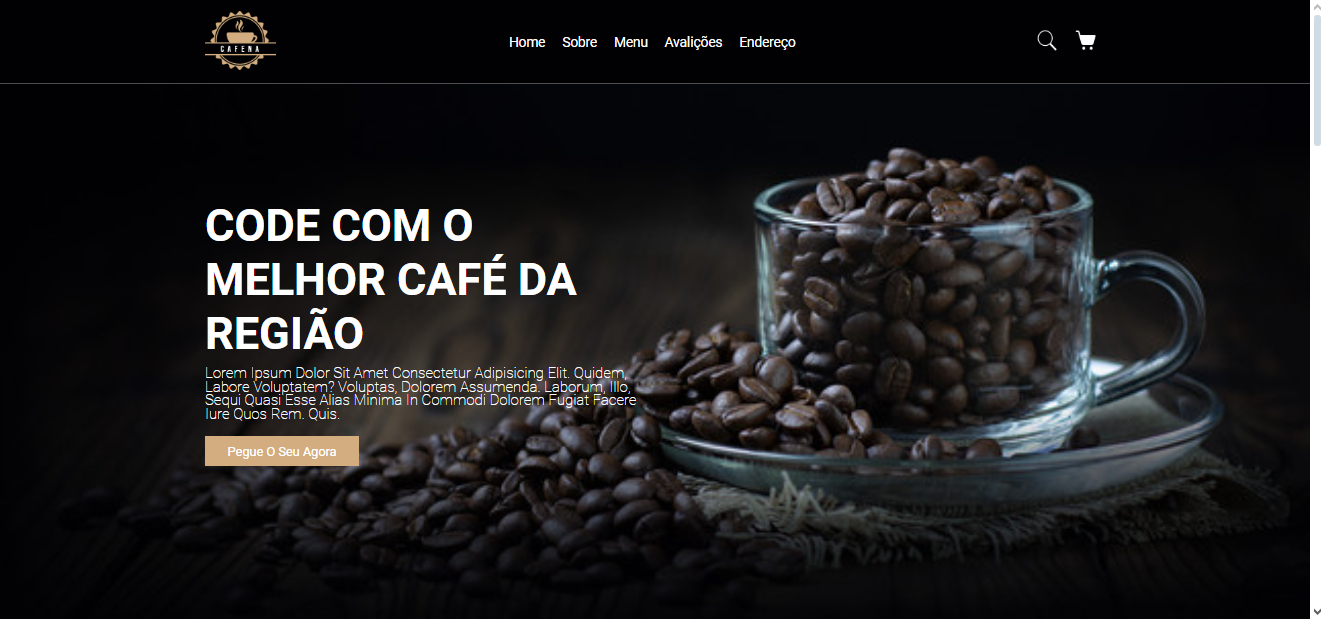 CAFENA
Home Sobre Menu Avalições Endereço
CODE COM O
MELHOR CAFÉ DA
REGIÃO
Lorem Ipsum Dolor Sit Amet Consectetur Adipisicing Elit. Quidem,
Labore Voluptatem? Voluptas, Dolorem Assumenda. Laborum, Illo,
Sequi Quasi Esse Alias Minima In Commodi Dolorem Fugiat Facere
Iure Quos Rem. Quis.
Pegue O Seu Agora